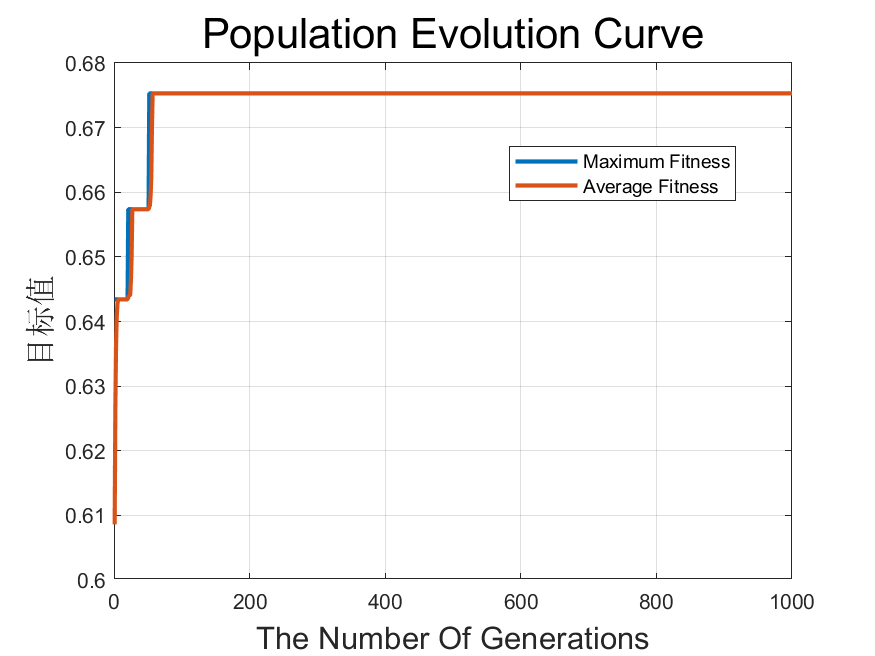 Population Evolution Curve
0.68
0.67
0.66
0.65
0.64
0.63
0.62
0.61
0.6
目标值
Maximum Fitness
Average Fitness
0 200 400 600 800 1000
The Number Of Generations